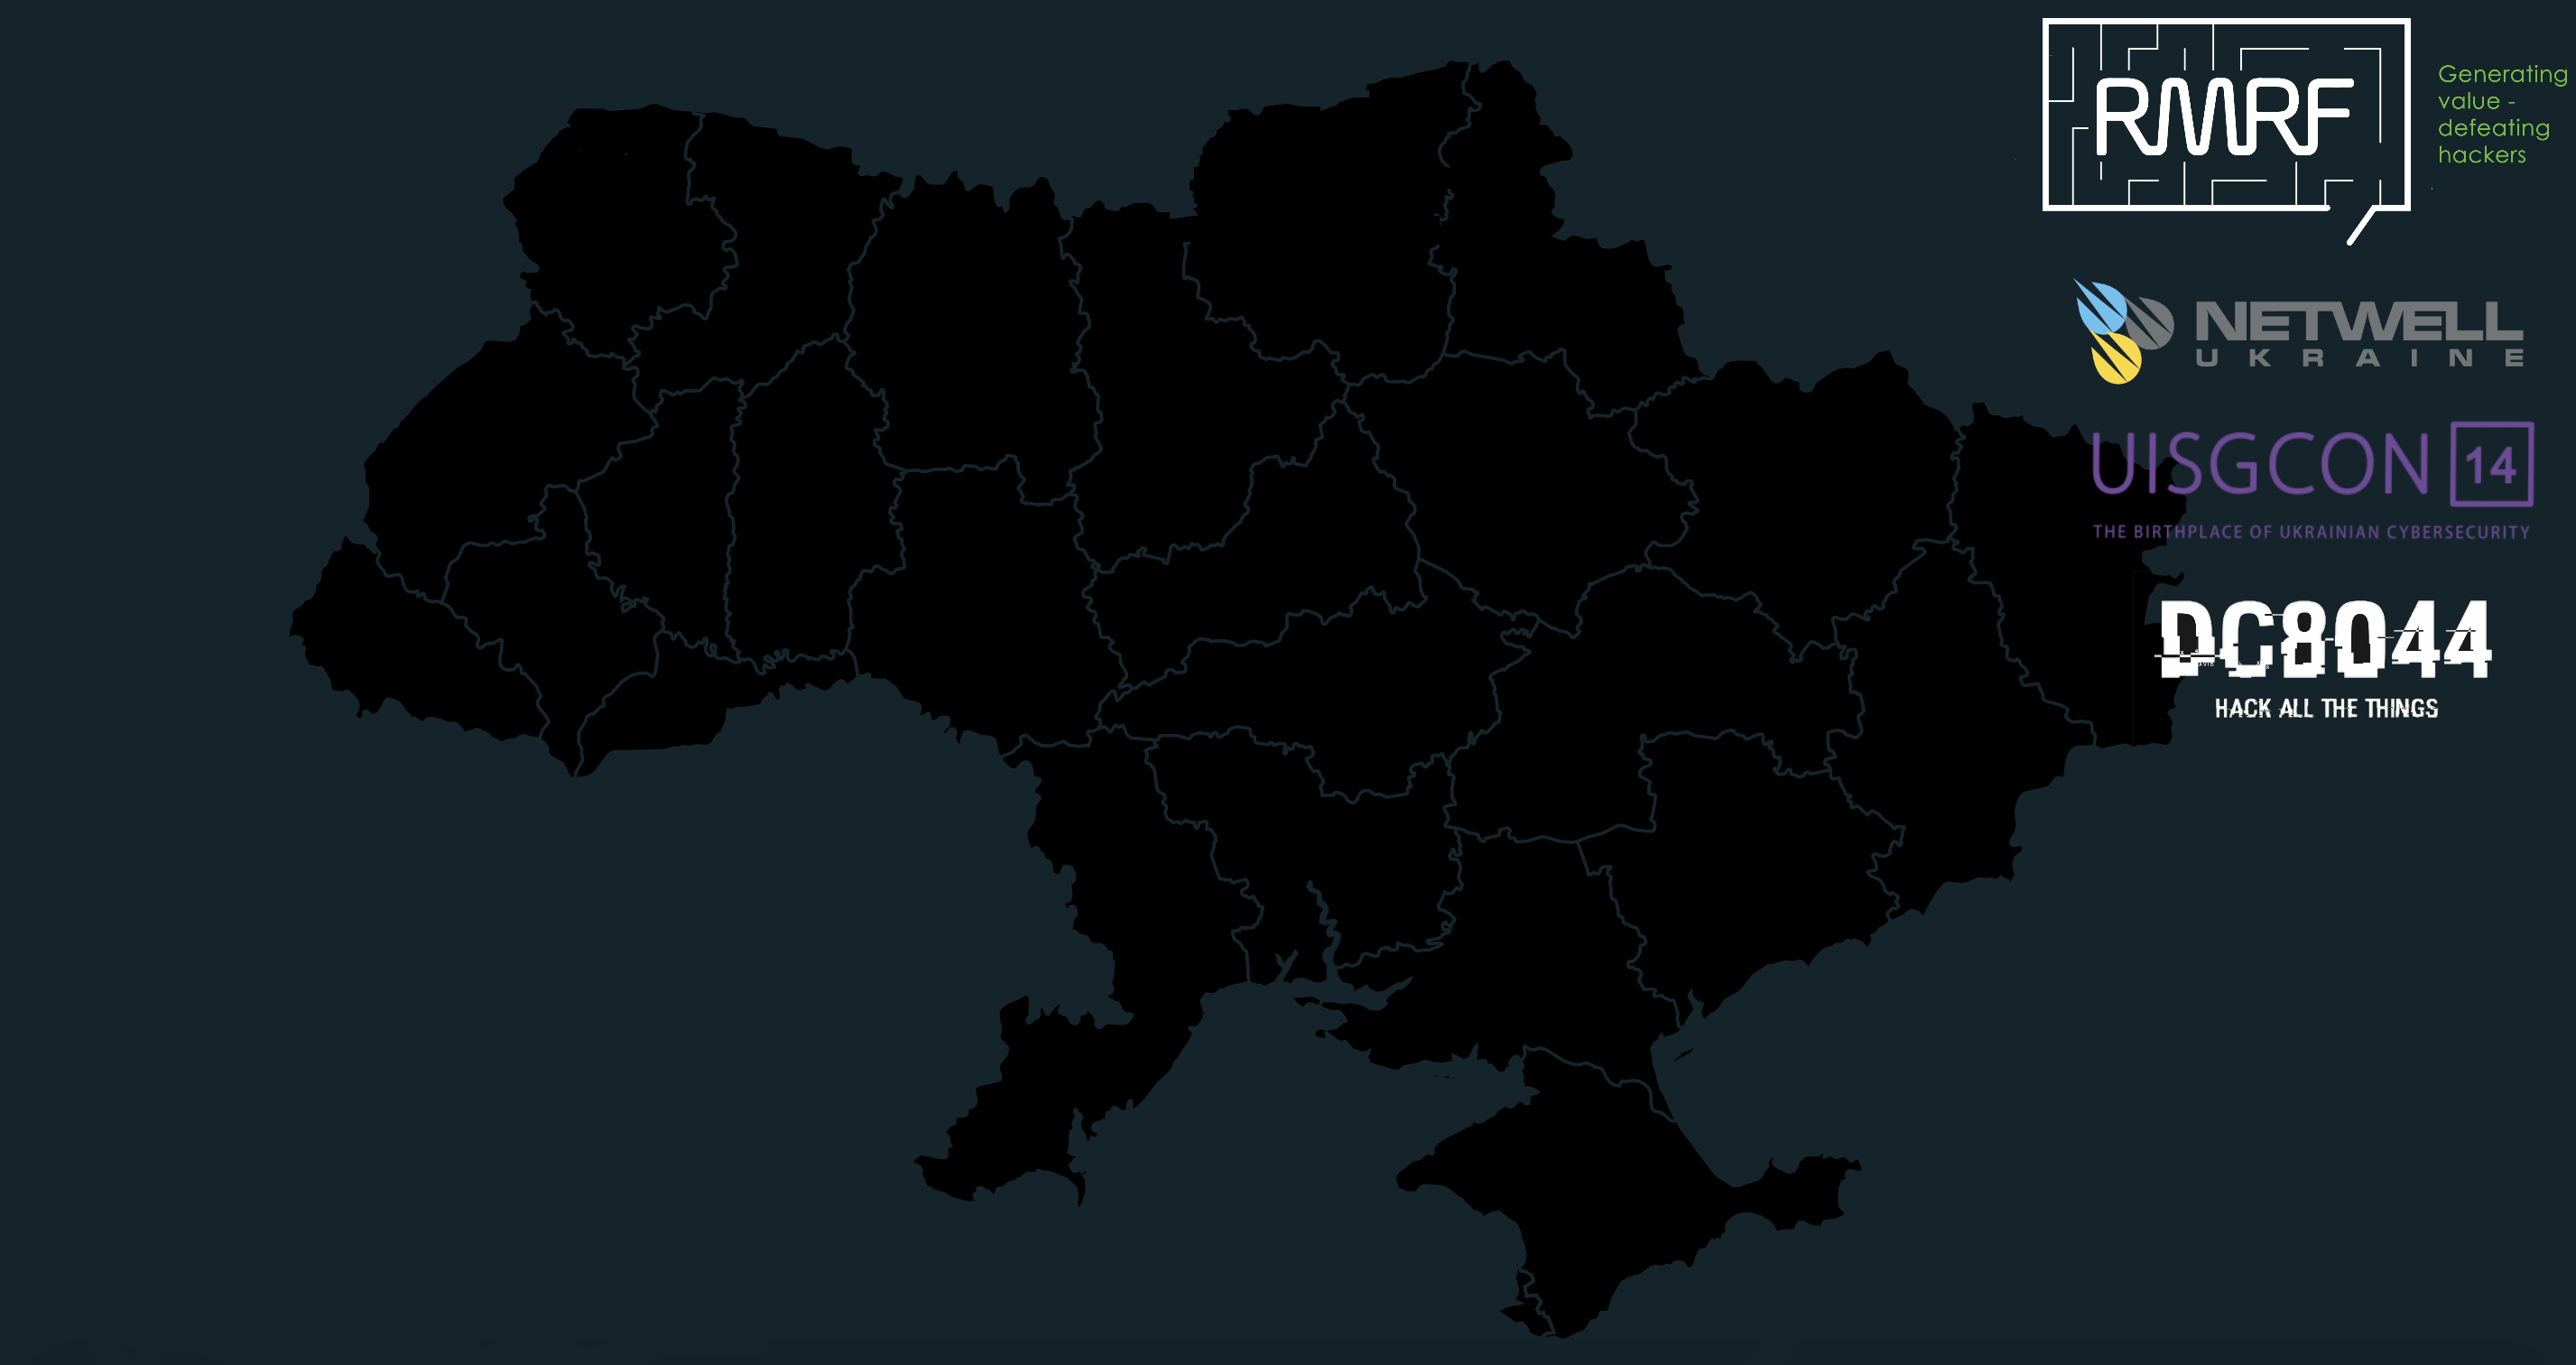 RMRF
Generating
value -
defeating
hackers
NETWELL
UKRAINE
UISGCON 14
THE BIRTHPLACE OF UKRAINIAN CYBERSECURITY
DC8044
HACK ALL THE THINGS